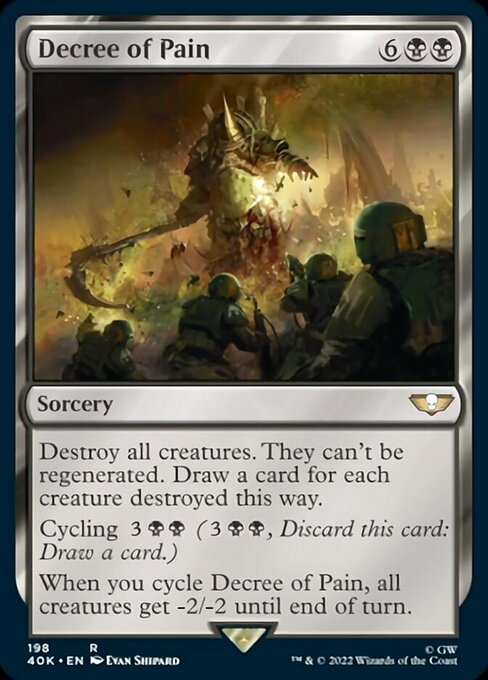 Decree of Pain 6
Sorcery
Destroy all creatures. They can't be
regenerated. Draw a card for each
creature destroyed this way.
Cycling 3 (3, Discard this card:
Draw a card.)
When you cycle Decree of Pain, all
creatures get -2/-2 until end of turn.
198 R
40K • EN Evan Shipard
© GW
™ & © 2022 Wizards of the Coast